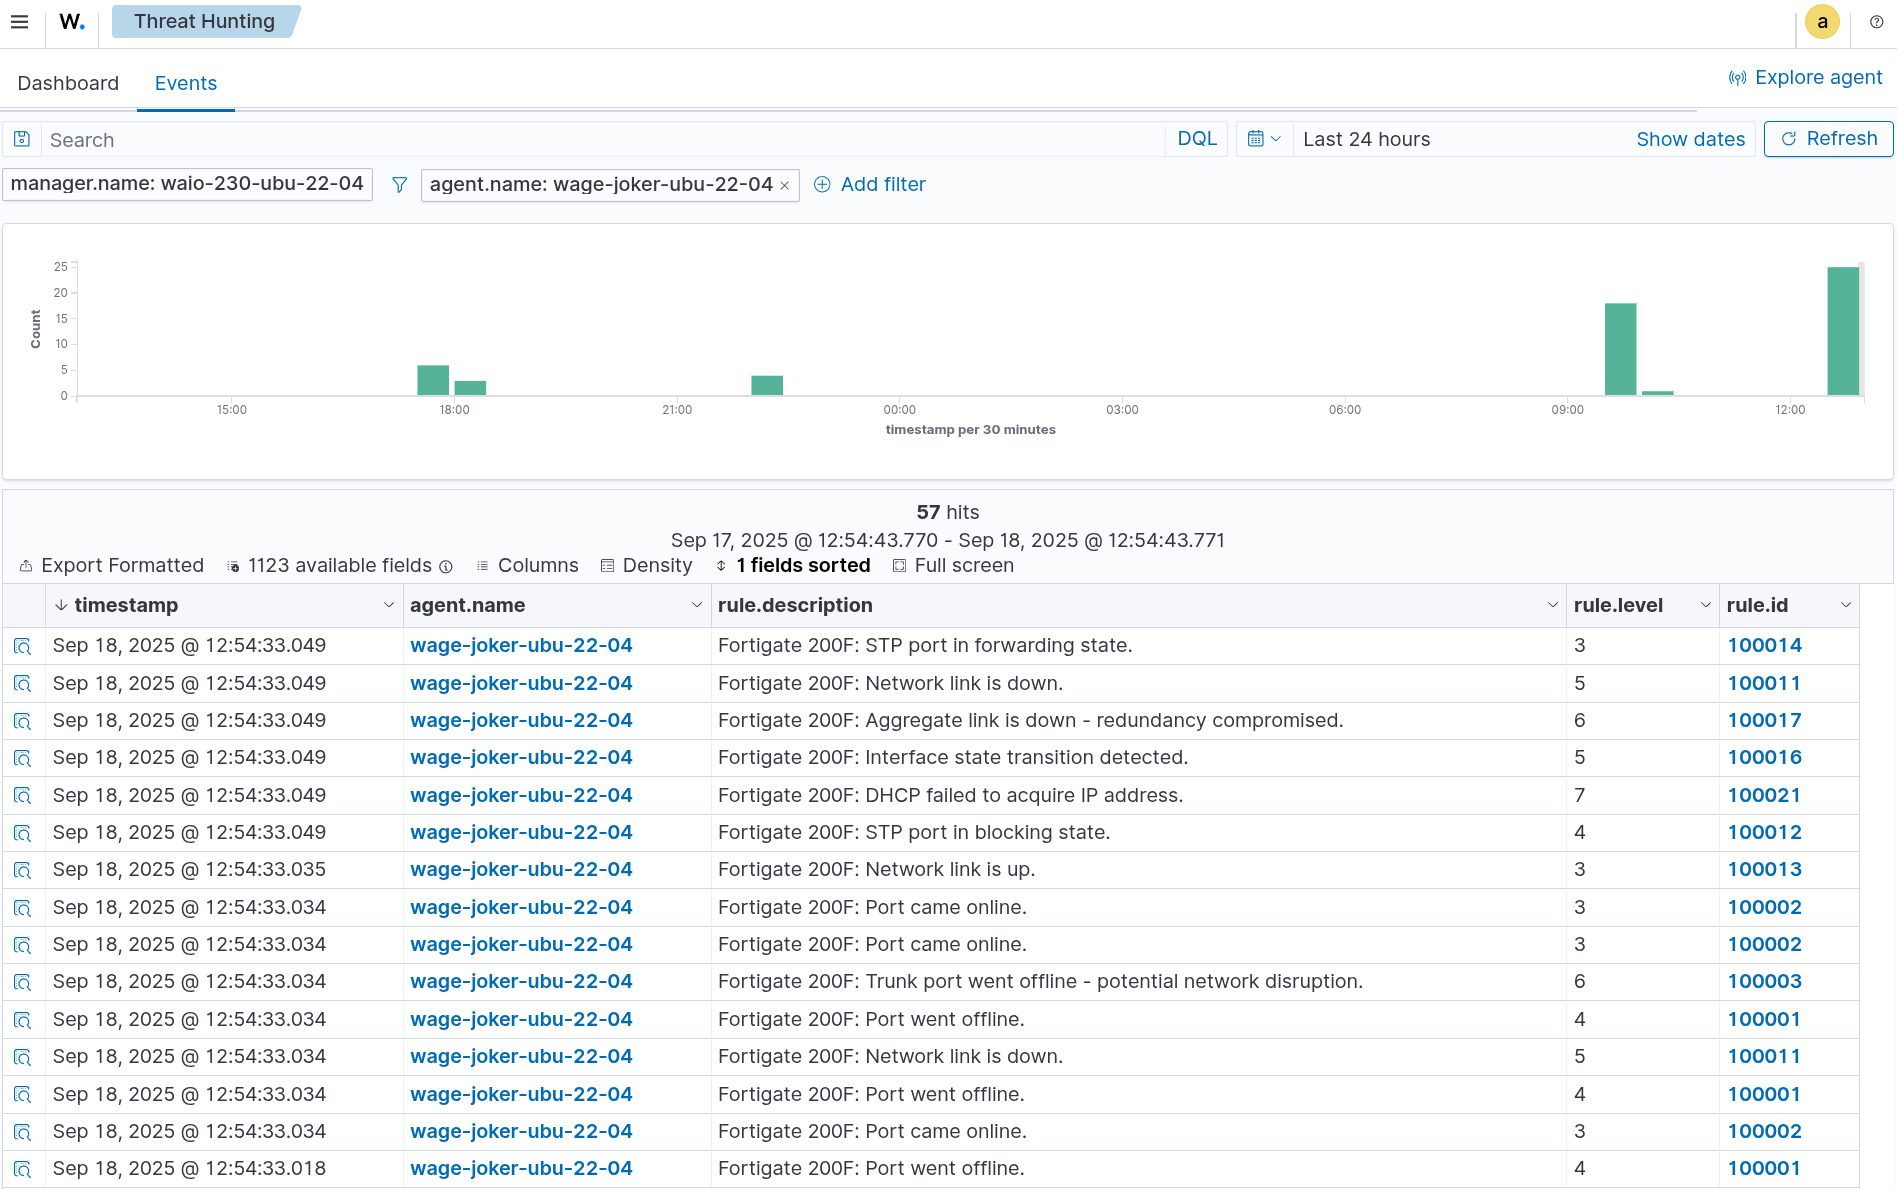 W. Threat Hunting a
Dashboard Events Explore agent
Search DQL Last 24 hours Show dates Refresh
manager.name: waio-230-ubu-22-04 agent.name: wage-joker-ubu-22-04 × Add filter
25
20
15
10
5
0
Count
15:00 18:00 21:00 00:00 03:00 06:00 09:00 12:00
timestamp per 30 minutes
57 hits
Sep 17, 2025 @ 12:54:43.770 - Sep 18, 2025 @ 12:54:43.771
Export Formatted 1123 available fields Columns Density 1 fields sorted Full screen
timestamp agent.name rule.description rule.level rule.id
Sep 18, 2025 @ 12:54:33.049 wage-joker-ubu-22-04 Fortigate 200F: STP port in forwarding state. 3 100014
Sep 18, 2025 @ 12:54:33.049 wage-joker-ubu-22-04 Fortigate 200F: Network link is down. 5 100011
Sep 18, 2025 @ 12:54:33.049 wage-joker-ubu-22-04 Fortigate 200F: Aggregate link is down - redundancy compromised. 6 100017
Sep 18, 2025 @ 12:54:33.049 wage-joker-ubu-22-04 Fortigate 200F: Interface state transition detected. 5 100016
Sep 18, 2025 @ 12:54:33.049 wage-joker-ubu-22-04 Fortigate 200F: DHCP failed to acquire IP address. 7 100021
Sep 18, 2025 @ 12:54:33.049 wage-joker-ubu-22-04 Fortigate 200F: STP port in blocking state. 4 100012
Sep 18, 2025 @ 12:54:33.035 wage-joker-ubu-22-04 Fortigate 200F: Network link is up. 3 100013
Sep 18, 2025 @ 12:54:33.034 wage-joker-ubu-22-04 Fortigate 200F: Port came online. 3 100002
Sep 18, 2025 @ 12:54:33.034 wage-joker-ubu-22-04 Fortigate 200F: Port came online. 3 100002
Sep 18, 2025 @ 12:54:33.034 wage-joker-ubu-22-04 Fortigate 200F: Trunk port went offline - potential network disruption. 6 100003
Sep 18, 2025 @ 12:54:33.034 wage-joker-ubu-22-04 Fortigate 200F: Port went offline. 4 100001
Sep 18, 2025 @ 12:54:33.034 wage-joker-ubu-22-04 Fortigate 200F: Network link is down. 5 100011
Sep 18, 2025 @ 12:54:33.034 wage-joker-ubu-22-04 Fortigate 200F: Port went offline. 4 100001
Sep 18, 2025 @ 12:54:33.034 wage-joker-ubu-22-04 Fortigate 200F: Port came online. 3 100002
Sep 18, 2025 @ 12:54:33.018 wage-joker-ubu-22-04 Fortigate 200F: Port went offline. 4 100001